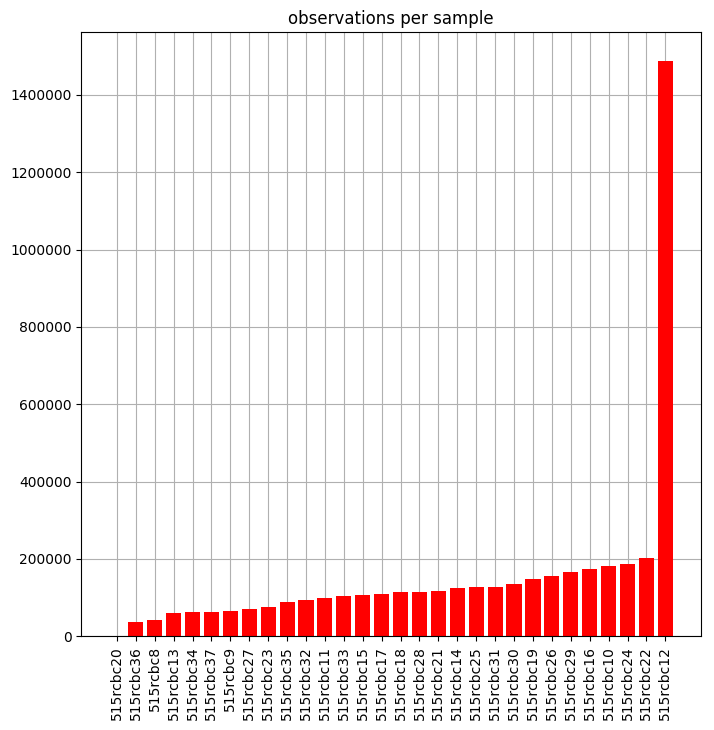 observations per sample
1400000
1200000
1000000
800000
600000
400000
200000
0
515rcbc20
515rcbc36
515rcbc8
515rcbc13
515rcbc34
515rcbc37
515rcbc9
515rcbc27
515rcbc23
515rcbc35
515rcbc32
515rcbc11
515rcbc33
515rcbc15
515rcbc17
515rcbc18
515rcbc28
515rcbc21
515rcbc14
515rcbc25
515rcbc31
515rcbc30
515rcbc19
515rcbc26
515rcbc29
515rcbc16
515rcbc10
515rcbc24
515rcbc22
515rcbc12